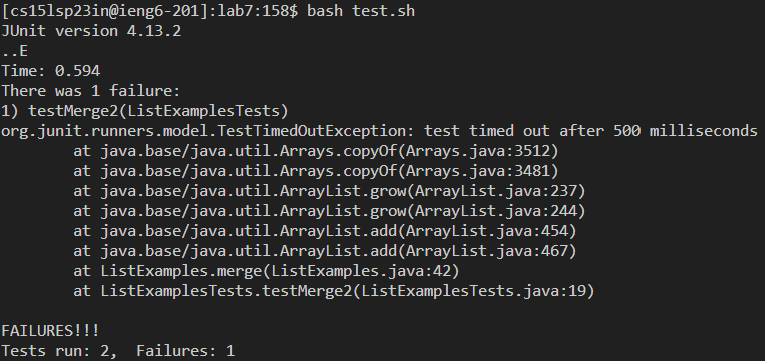 [cs15lsp23in@ieng6-201]:lab7:158$ bash test.sh
JUnit version 4.13.2
..E
Time: 0.594
There was 1 failure:
1) testMerge2(ListExamplesTests)
org.junit.runners.model.TestTimedOutException: test timed out after 500 milliseconds
        at java.base/java.util.Arrays.copyOf(Arrays.java:3512)
        at java.base/java.util.Arrays.copyOf(Arrays.java:3481)
        at java.base/java.util.ArrayList.grow(ArrayList.java:237)
        at java.base/java.util.ArrayList.grow(ArrayList.java:244)
        at java.base/java.util.ArrayList.add(ArrayList.java:454)
        at java.base/java.util.ArrayList.add(ArrayList.java:467)
        at ListExamples.merge(ListExamples.java:42)
        at ListExamplesTests.testMerge2(ListExamplesTests.java:19)

FAILURES!!!
Tests run: 2,  Failures: 1